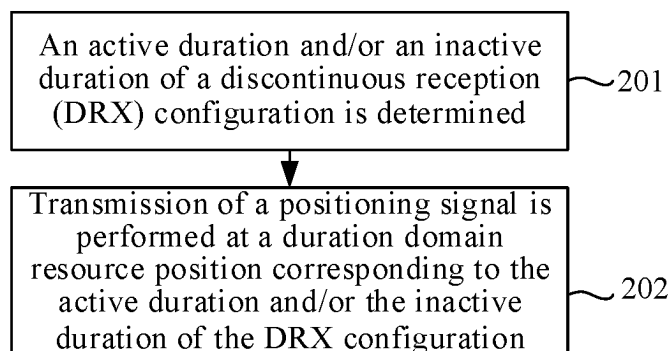 An active duration and/or an inactive
duration of a discontinuous reception
(DRX) configuration is determined
201
Transmission of a positioning signal is
performed at a duration domain
resource position corresponding to the
active duration and/or the inactive
duration of the DRX configuration
202